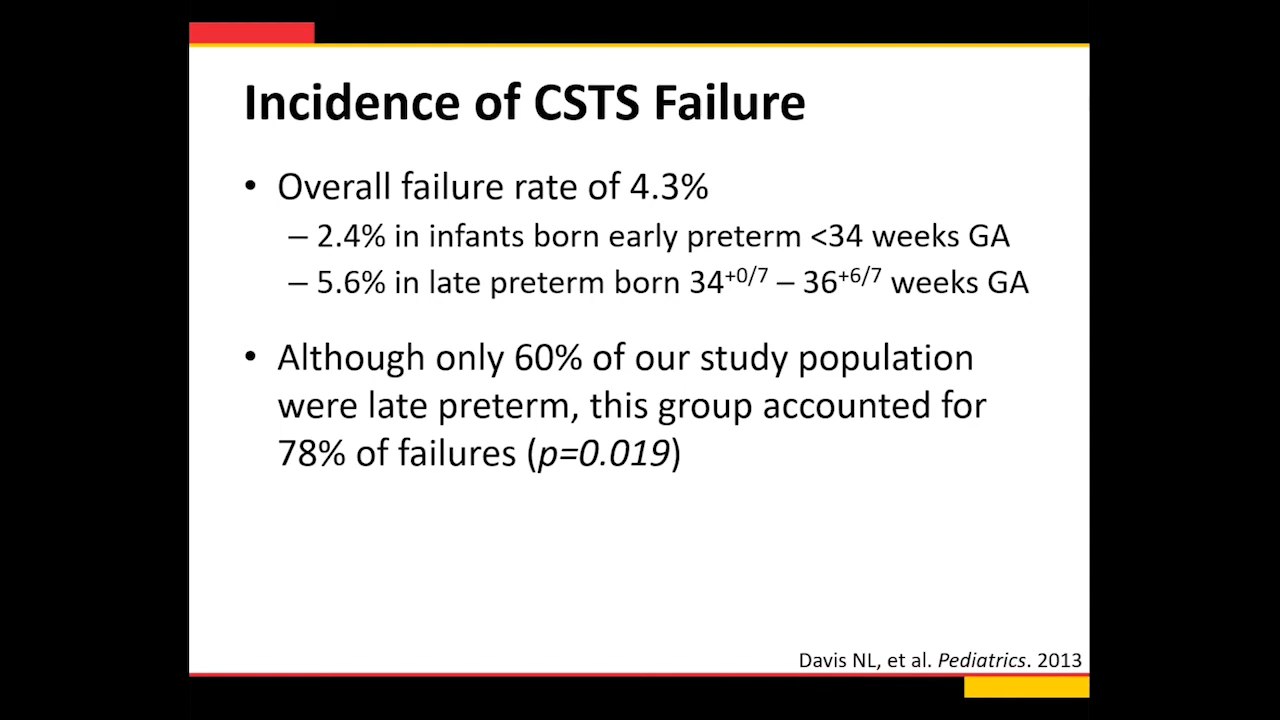 Incidence of CSTS Failure
• Overall failure rate of 4.3%
– 2.4% in infants born early preterm <34 weeks GA
– 5.6% in late preterm born 34+0/7 – 36+6/7 weeks GA
• Although only 60% of our study population
were late preterm, this group accounted for
78% of failures (p=0.019)
Davis NL, et al. Pediatrics. 2013